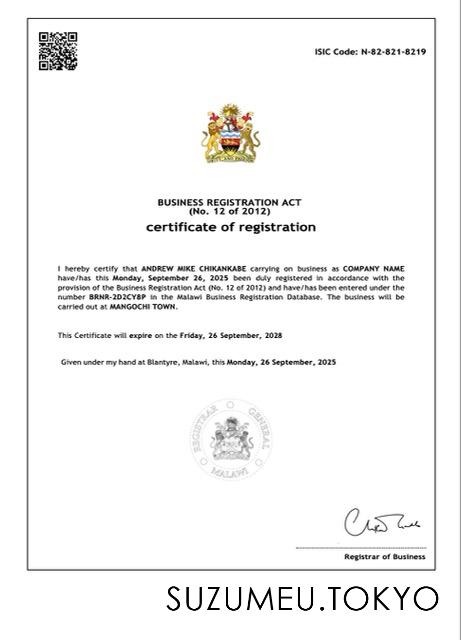 ISIC Code: N-82-821-8219
BUSINESS REGISTRATION ACT
(No. 12 of 2012)
certificate of registration
I hereby certify that ANDREW MIKE CHIKANKABE carrying on business as COMPANY NAME
have/has this Monday, September 26, 2025 been duly registered in accordance with the
provision of the Business Registration Act (No. 12 of 2012) and have/has been entered under the
number BRNR-2D2CY8P in the Malawi Business Registration Database. The business will be
carried out at MANGOCHI TOWN.
This Certificate will expire on the Friday, 26 September, 2028
Given under my hand at Blantyre, Malawi, this Monday, 26 September, 2025
REGISTRAR GENERAL
MALAWI
Registrar of Business
SUZUMEU.TOKYO